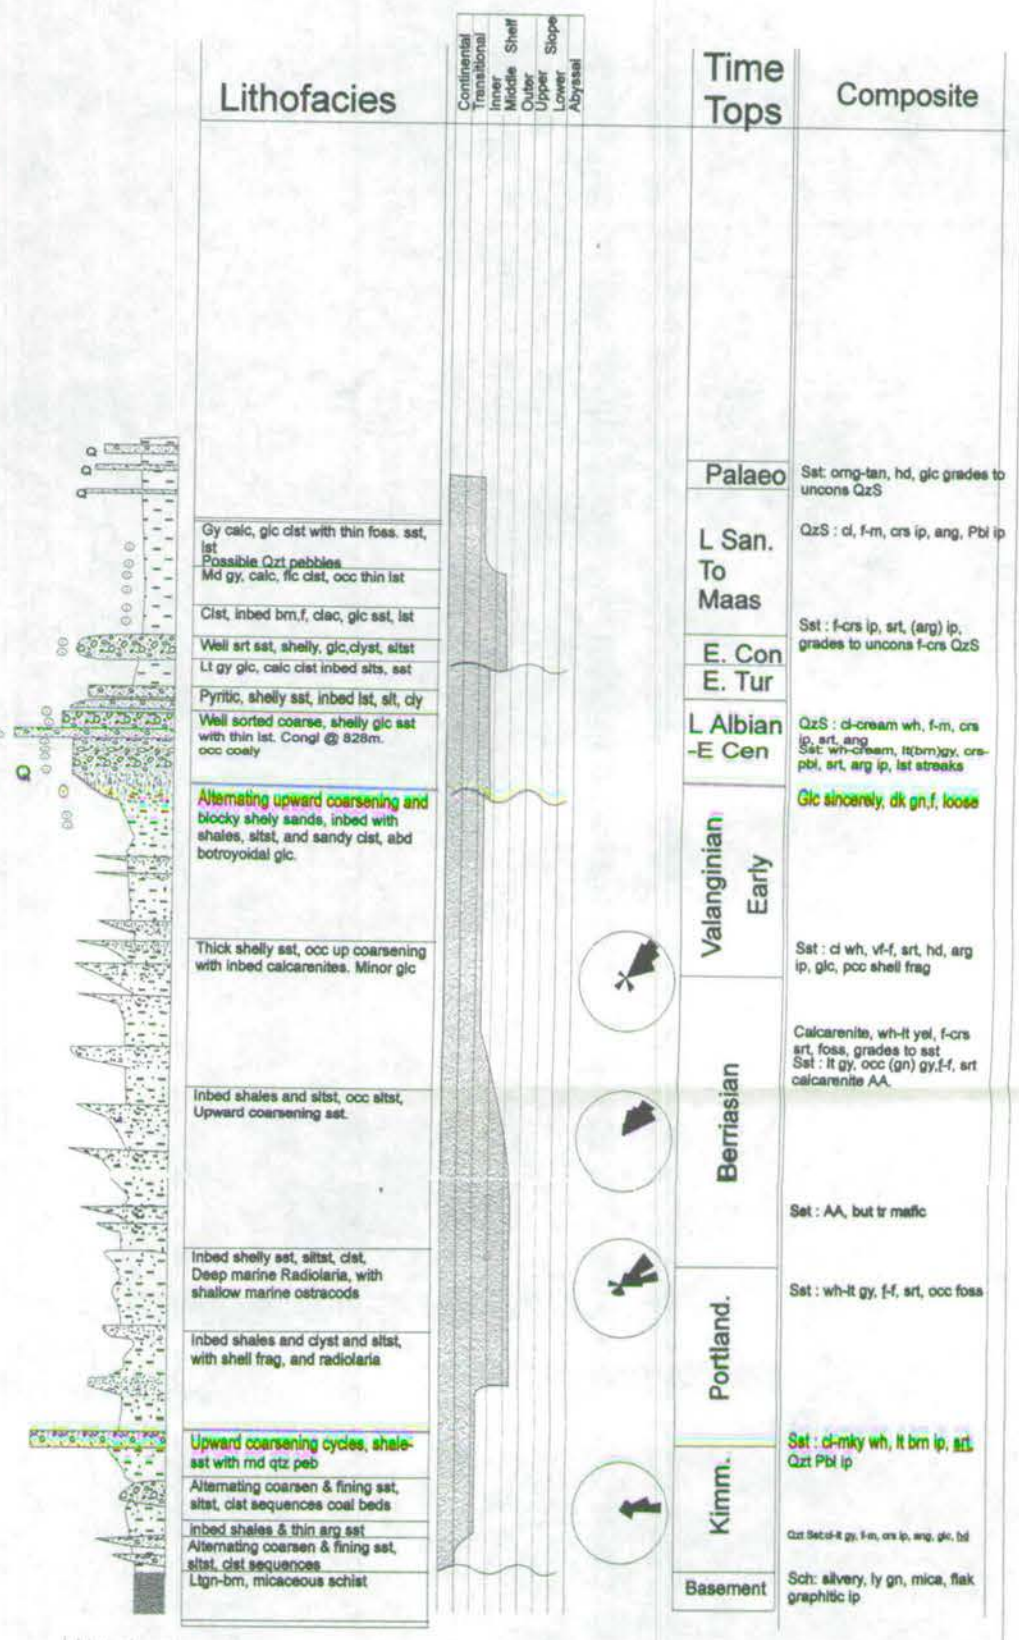 Lithofacies
Continental
Transitional
Inner
Middle Shelf
Outer
Upper
Lower Slope
Abyssal
Time
Tops
Composite
Gy calc, glc clst with thin foss. sst,
lst
Possible Qzt pebbles
Md gy, calc, flc clst, occ thin lst
Clst, inbed brn,f, clac, glc sst, lst
Well srt sst, shelly, glc,clyst, sltst
Lt gy glc, calc clst inbed slts, sst
Pyritic, shelly sst, inbed lst, slt, cly
Well sorted coarse, shelly glc sst
with thin lst. Congl @ 828m.
occ coaly
Alternating upward coarsening and
blocky shely sands, inbed with
shales, sltst, and sandy clst, abd
botroyoidal glc.
Thick shelly sst, occ up coarsening
with inbed calcarenites. Minor glc
Inbed shales and sltst, occ sltst,
Upward coarsening sst.
Inbed shelly sst, siltst, clst,
Deep marine Radiolaria, with
shallow marine ostracods
Inbed shales and clyst and sltst,
with shell frag, and radiolaria
Upward coarsening cycles, shale-
sst with rnd qtz peb
Alternating coarsen & fining sst,
sltst, clst sequences coal beds
Inbed shales & thin arg sst
Alternating coarsen & fining sst,
sltst, clst sequences
Ltgn-brn, micaceous schist
Palaeo
L San.
To
Maas
E. Con
E. Tur
L Albian
-E Cen
Valanginian
Early
Berriasian
Portland.
Kimm.
Basement
Sst: orng-tan, hd, glc grades to
uncons QzS
QzS : cl, f-m, crs ip, ang, Pbl ip
Sst : f-crs ip, srt, (arg) ip,
grades to uncons f-crs QzS
QzS : cl-cream wh, f-m, crs
ip, srt, ang
Sst: wh-cream, lt(brn)gy, crs-
pbl, srt, arg ip, lst streaks
Glc sincerely, dk gn,f, loose
Sst : cl wh, vf-f, srt, hd, arg
ip, glc, pcc shell frag
Calcarenite, wh-lt yel, f-crs
srt, foss, grades to sst
Sst : lt gy, occ (gn) gy,f-f, srt
calcarenite AA.
Sst : AA, but tr mafic
Sst : wh-lt gy, f-f, srt, occ foss
Sst : cl-mky wh, lt brn ip, srt,
Qzt Pbl ip
Qzt Sst:cl-lt gy, f-m, crs ip, ang, glc, hd
Sch: silvery, ly gn, mica, flak
graphitic ip